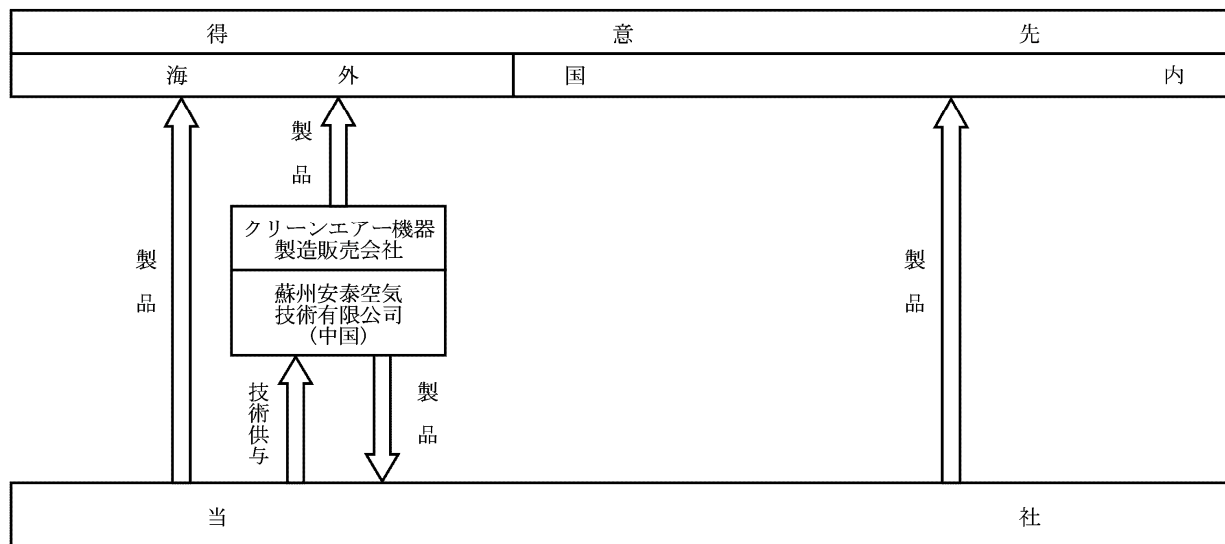 得意先
海外
国内
製品
クリーンエアー機器
製造販売会社
製品
蘇州安泰空気
技術有限公司
(中国)
製品
技術供与
製品
当社